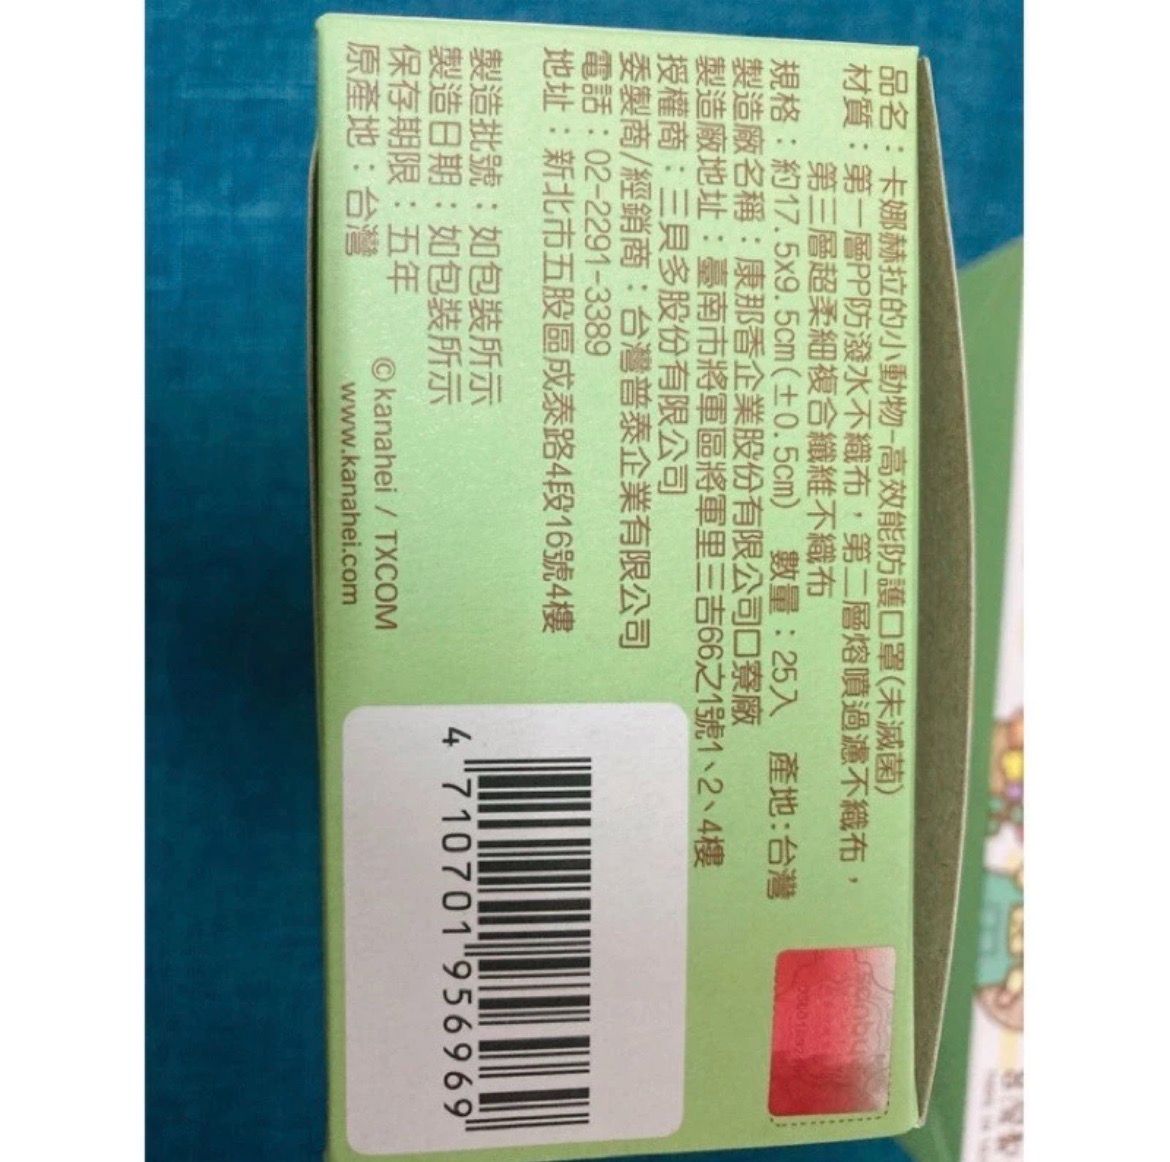 品名：卡娜赫拉的小動物-高效能防護口罩(未滅菌)
材質：第一層PP防潑水不織布，第二層熔噴過濾不織布，
第三層超柔細複合纖維不織布
規格：約17.5x9.5cm(±0.5cm) 數量：25入 產地:台灣
製造廠名稱：康那香企業股份有限公司口寮廠
製造廠地址：臺南市將軍區將軍里三吉66之1號1、2、4樓
授權商：三貝多股份有限公司
委製商/經銷商：台灣普泰企業有限公司
電話：02-2291-3389
地址：新北市五股區成泰路4段16號4樓
製造批號：如包裝所示
製造日期：如包裝所示
保存期限：五年
原產地：台灣
©kanahei / TXCOM
www.kanahei.com
4 710701 956969